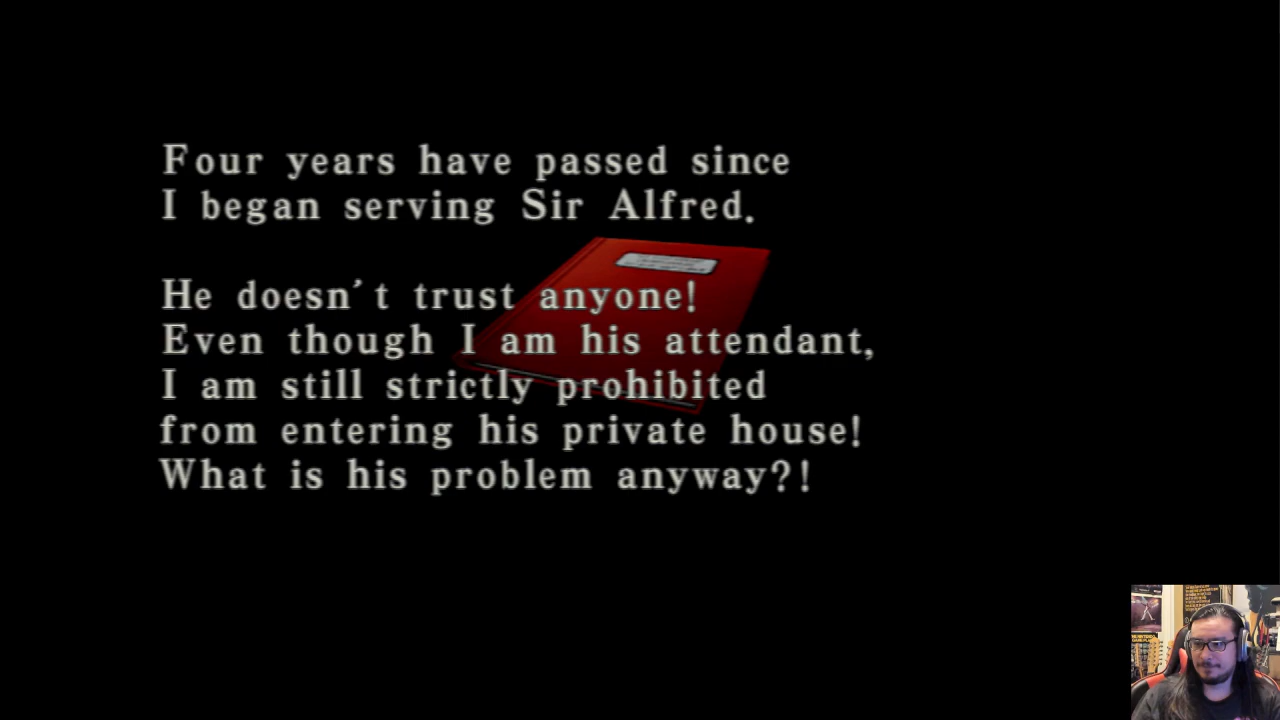 Four years have passed since
I began serving Sir Alfred.
He doesn't trust anyone!
Even though I am his attendant,
I am still strictly prohibited
from entering his private house!
What is his problem anyway?!